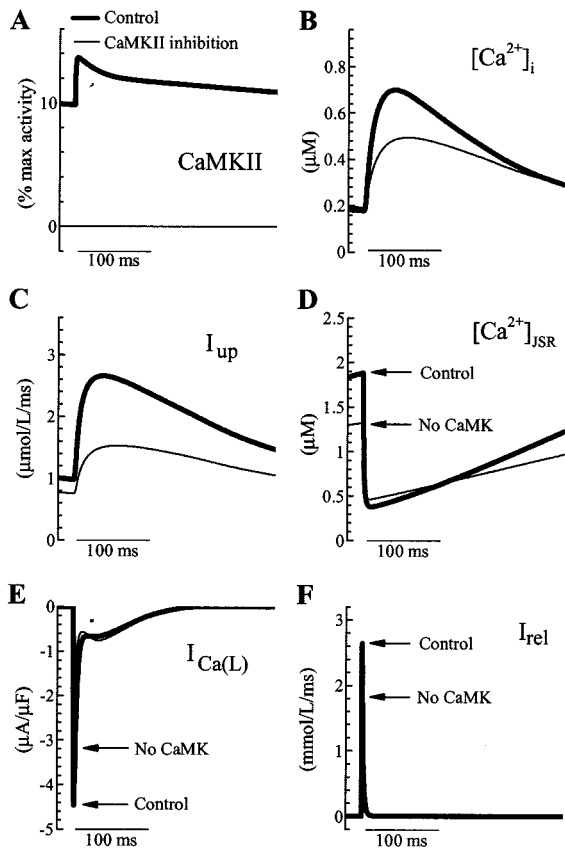 A
Control
CaMKII inhibition
10
0
(% max activity)
CaMKII
100 ms
B
[Ca2+]i
0.8
0.6
0.4
0.2
0
(µM)
100 ms
C
Iup
3
2
1
0
(µmol/L/ms)
100 ms
D
[Ca2+]JSR
2.5
2
1.5
1
0.5
0
(µM)
Control
No CaMK
100 ms
E
0
-1
-2
-3
-4
-5
(µA/µF)
ICa(L)
No CaMK
Control
100 ms
F
Irel
3
2
1
0
(mmol/L/ms)
Control
No CaMK
100 ms